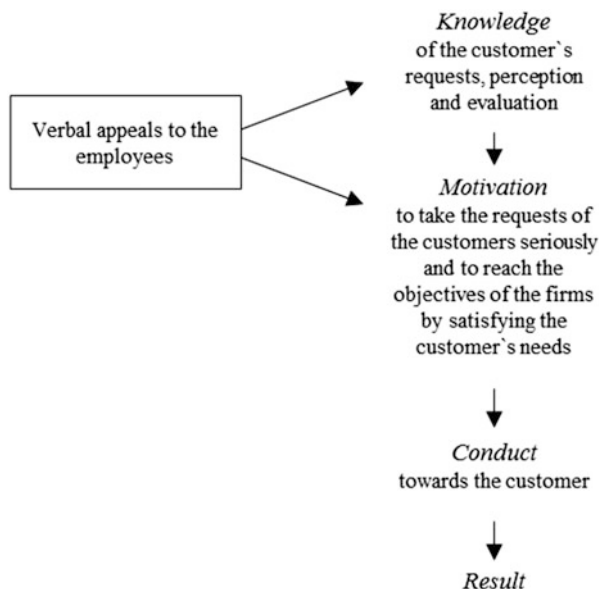 Knowledge
of the customer`s
requests, perception
and evaluation
Verbal appeals to the
employees
Motivation
to take the requests of
the customers seriously
and to reach the
objectives of the firms
by satisfying the
customer`s needs
Conduct
towards the customer
Result